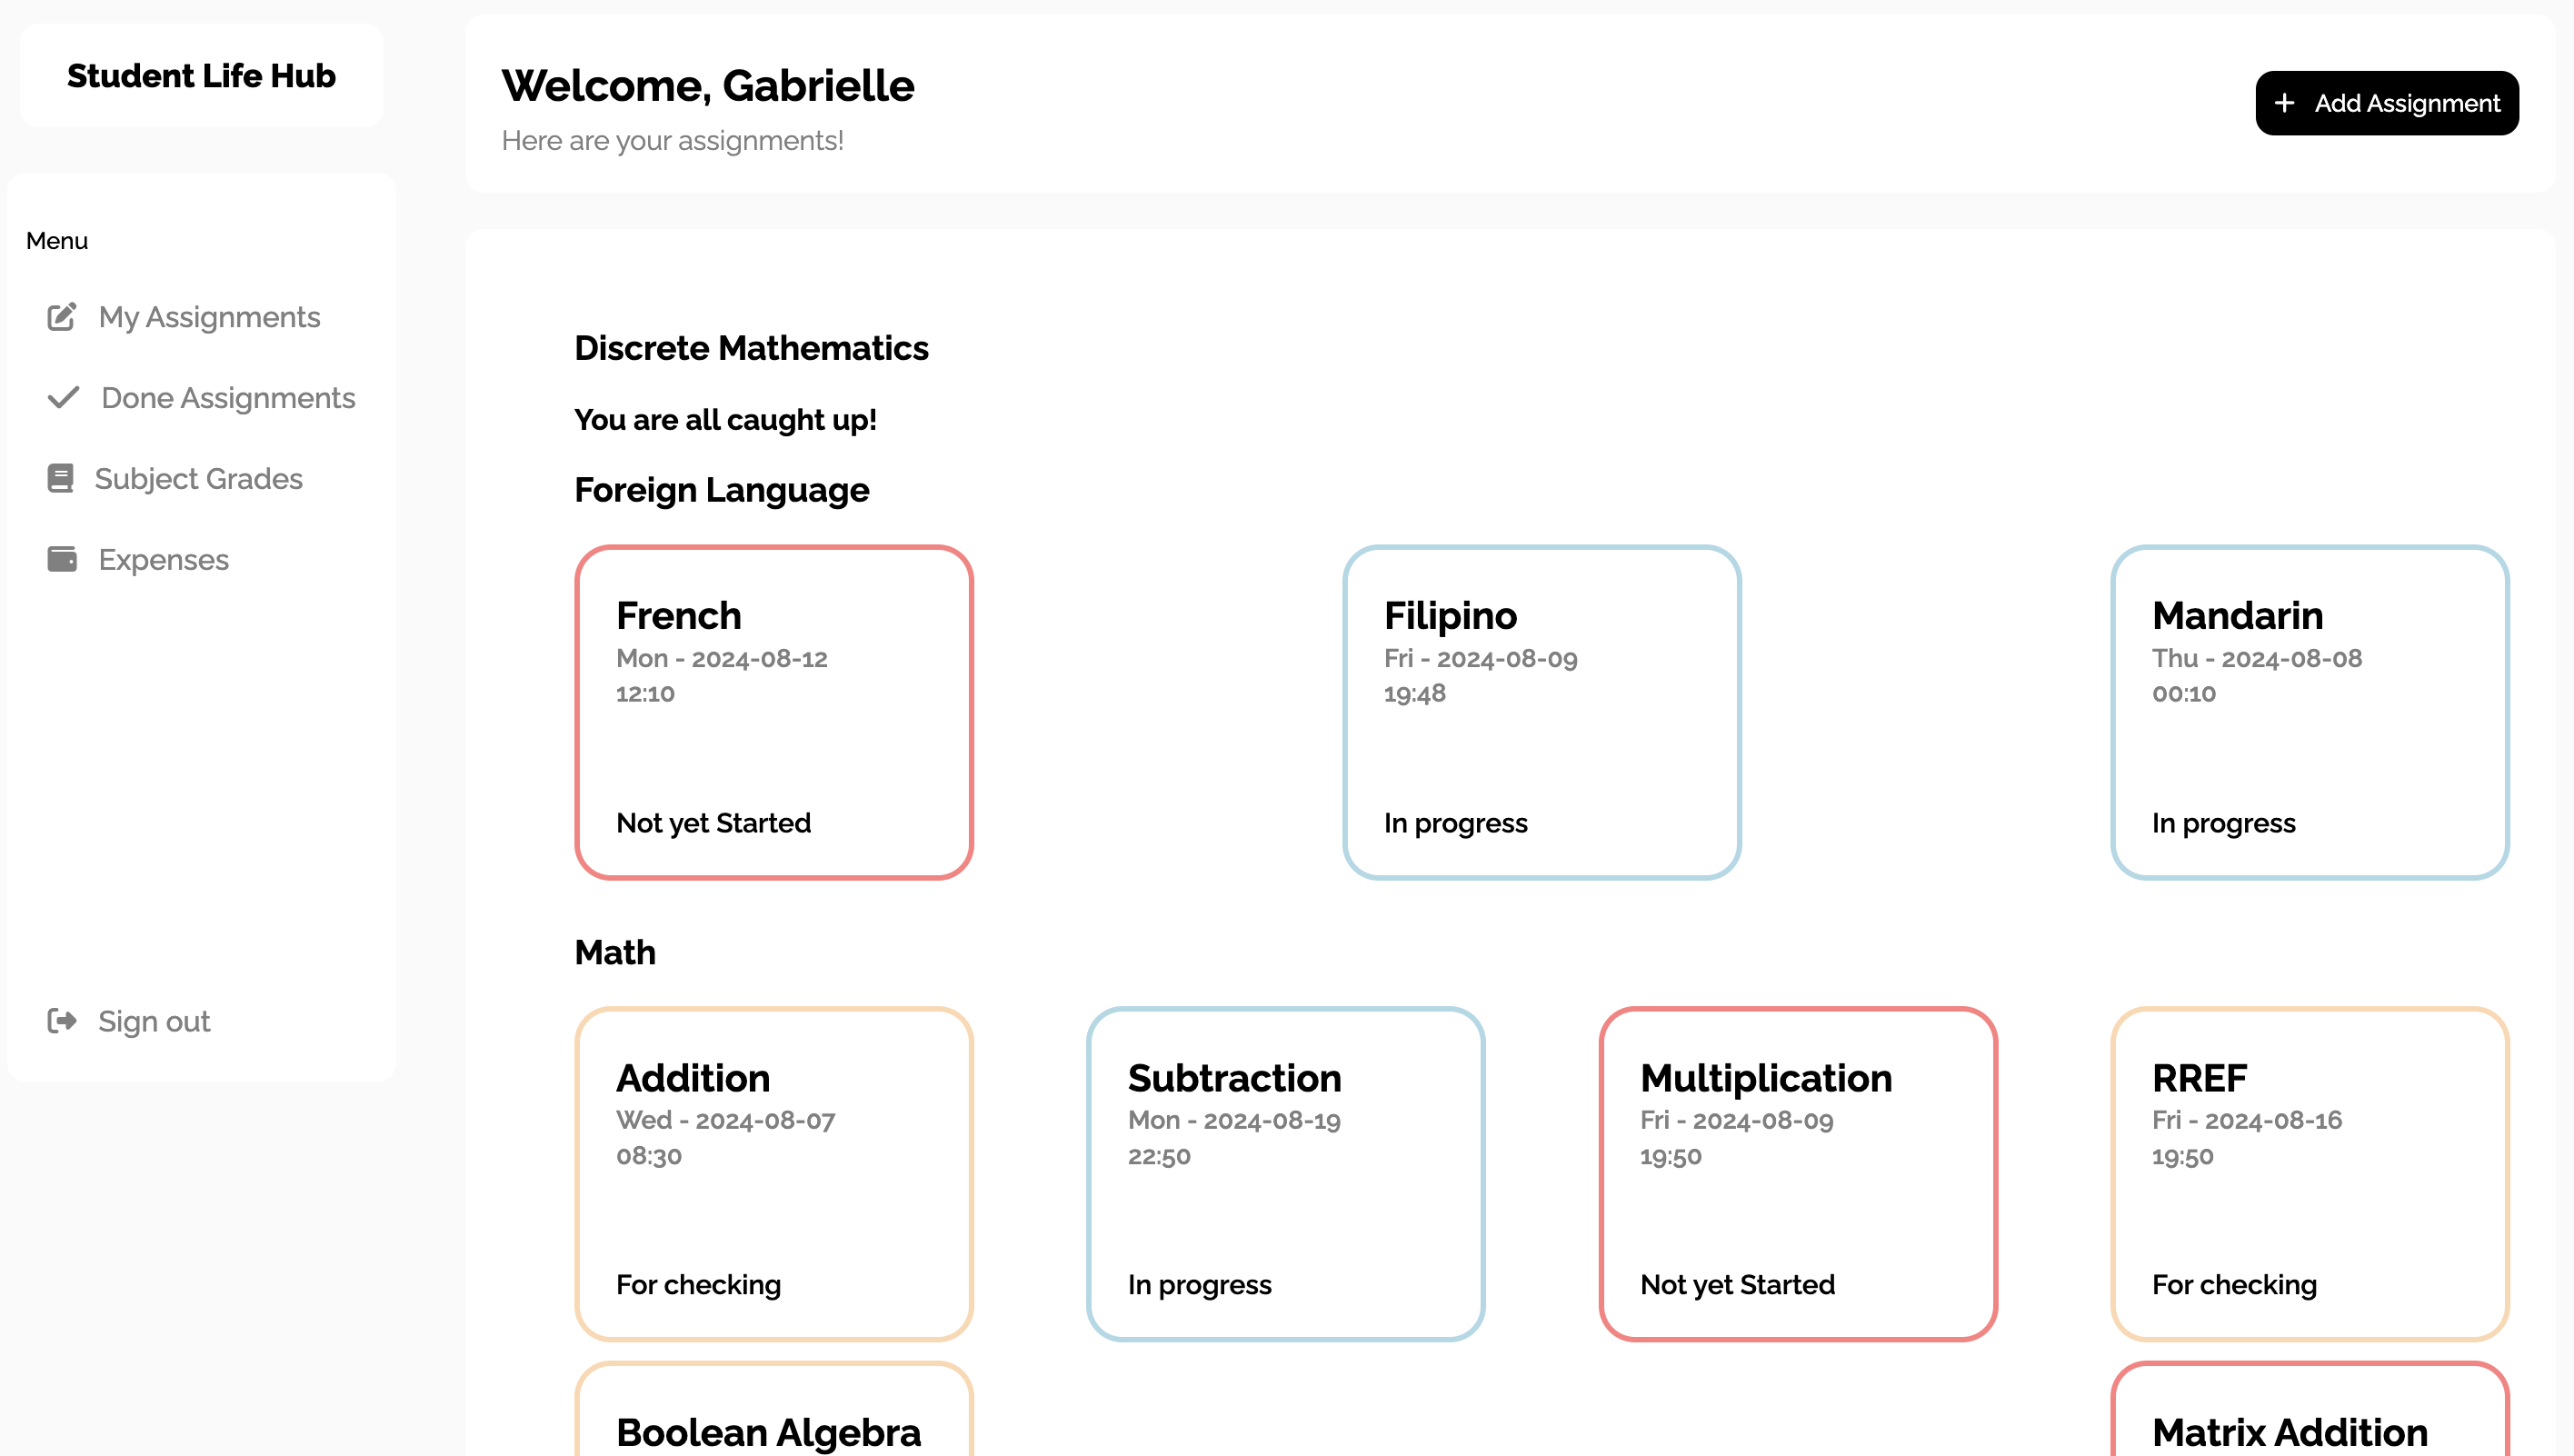 Student Life Hub
Menu
My Assignments
Done Assignments
Subject Grades
Expenses
Sign out
Welcome, Gabrielle
Here are your assignments!
+ Add Assignment
Discrete Mathematics
You are all caught up!
Foreign Language
French
Mon - 2024-08-12
12:10
Not yet Started
Filipino
Fri - 2024-08-09
19:48
In progress
Mandarin
Thu - 2024-08-08
00:10
In progress
Math
Addition
Wed - 2024-08-07
08:30
For checking
Subtraction
Mon - 2024-08-19
22:50
In progress
Multiplication
Fri - 2024-08-09
19:50
Not yet Started
RREF
Fri - 2024-08-16
19:50
For checking
Boolean Algebra
Matrix Addition